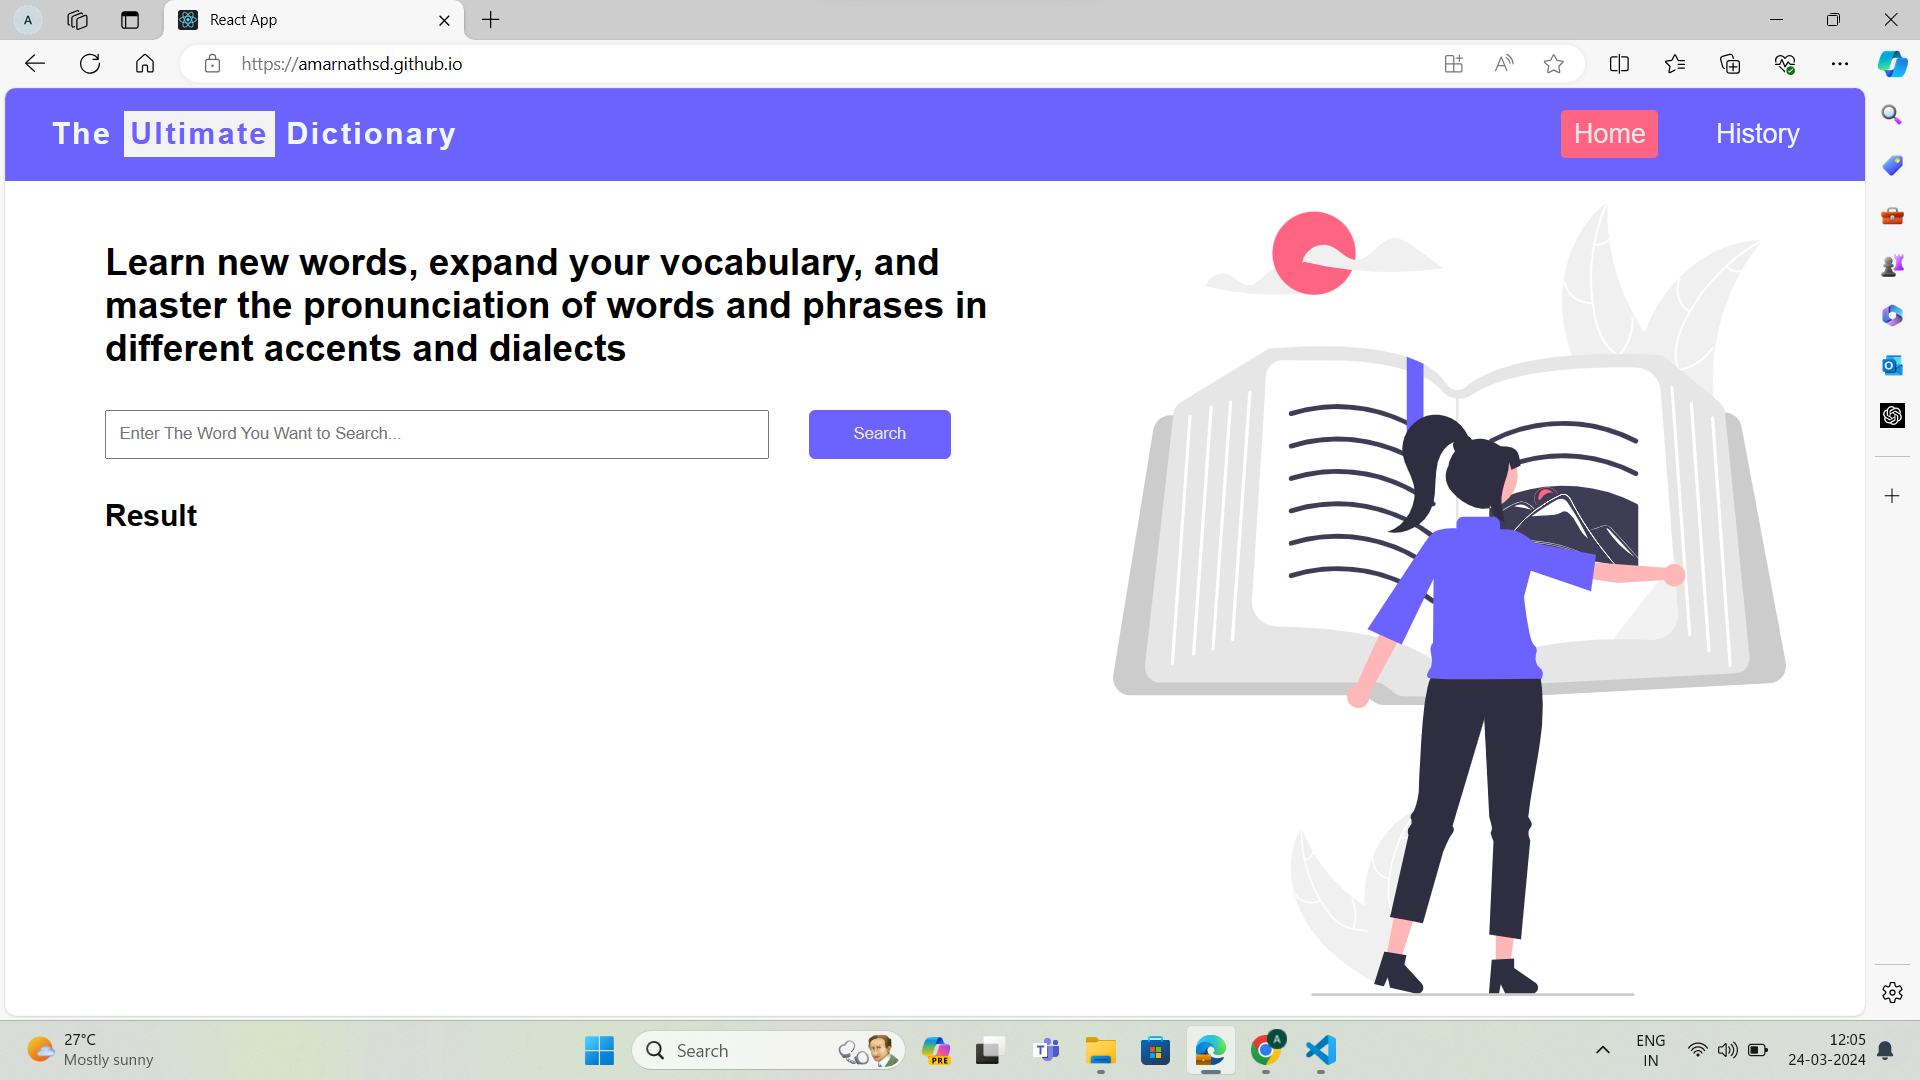 A
React App
https://amarnathsd.github.io
The Ultimate Dictionary
Home
History
Learn new words, expand your vocabulary, and
master the pronunciation of words and phrases in
different accents and dialects
Enter The Word You Want to Search...
Search
Result
27°C
Mostly sunny
Search
PRE
A
ENG
IN
12:05
24-03-2024